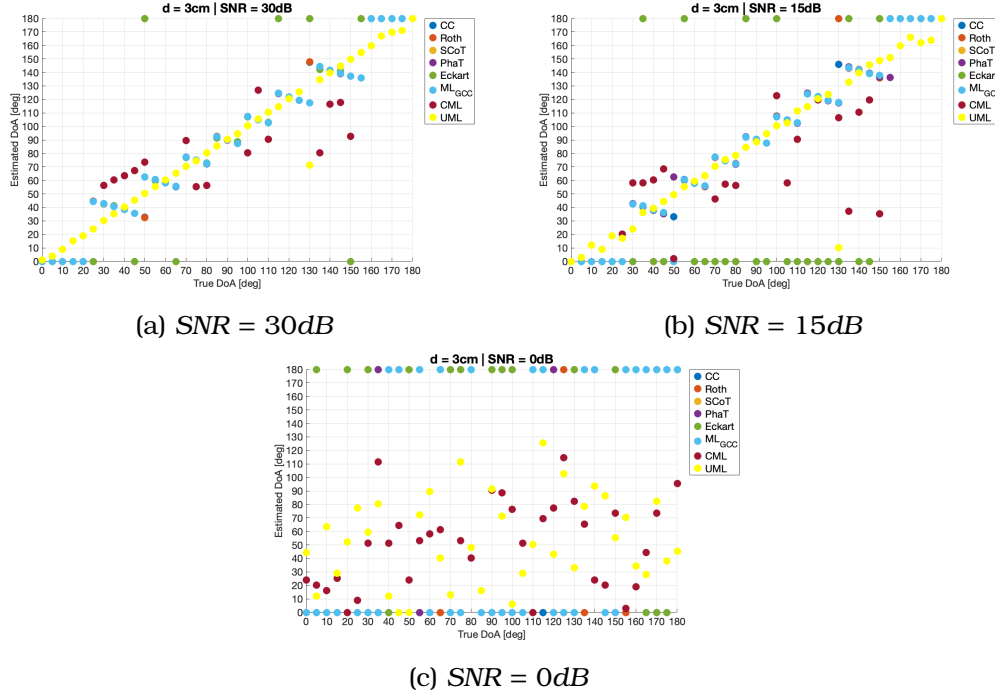 d = 3cm | SNR = 30dB
Estimated DoA [deg]
180
170
160
150
140
130
120
110
100
90
80
70
60
50
40
30
20
10
0
0 10 20 30 40 50 60 70 80 90 100 110 120 130 140 150 160 170 180
True DoA [deg]
CC
Roth
SCoT
PhaT
Eckart
ML_GCC
CML
UML
(a) SNR = 30dB
d = 3cm | SNR = 15dB
Estimated DoA [deg]
180
170
160
150
140
130
120
110
100
90
80
70
60
50
40
30
20
10
0
0 10 20 30 40 50 60 70 80 90 100 110 120 130 140 150 160 170 180
True DoA [deg]
CC
Roth
SCoT
PhaT
Eckart
ML_GCC
CML
UML
(b) SNR = 15dB
d = 3cm | SNR = 0dB
Estimated DoA [deg]
180
170
160
150
140
130
120
110
100
90
80
70
60
50
40
30
20
10
0
0 10 20 30 40 50 60 70 80 90 100 110 120 130 140 150 160 170 180
True DoA [deg]
CC
Roth
SCoT
PhaT
Eckart
ML_GCC
CML
UML
(c) SNR = 0dB